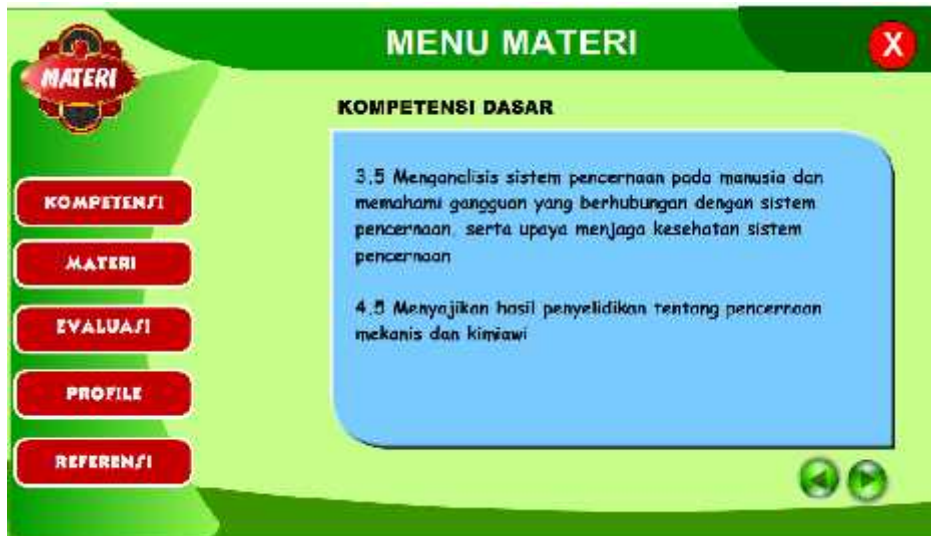 MENU MATERI
X
MATERI
KOMPETENSI DASAR
3.5 Menganalisis sistem pencernaan pada manusia dan
memahami gangguan yang berhubungan dengan sistem
pencernaan, serta upaya menjaga kesehatan sistem
pencernaan
4.5 Menyajikan hasil penyelidikan tentang pencernaan
mekanis dan kimiawi
KOMPETENSI
MATERI
EVALUASI
PROFILE
REFERENSI